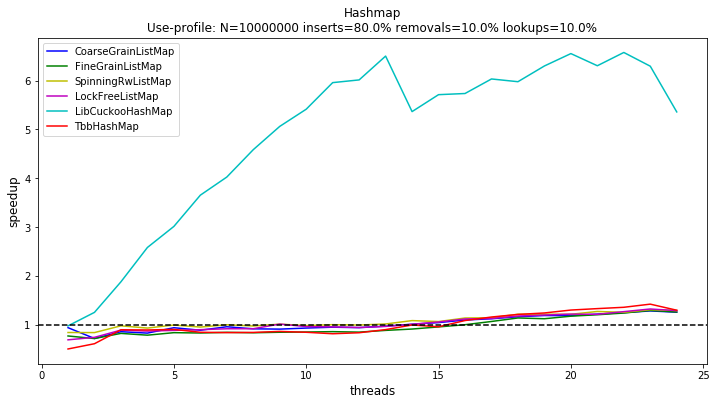 Hashmap
Use-profile: N=10000000 inserts=80.0% removals=10.0% lookups=10.0%
CoarseGrainListMap
FineGrainListMap
SpinningRwListMap
LockFreeListMap
LibCuckooHashMap
TbbHashMap
speedup
6
5
4
3
2
1
0
5
10
15
20
25
threads